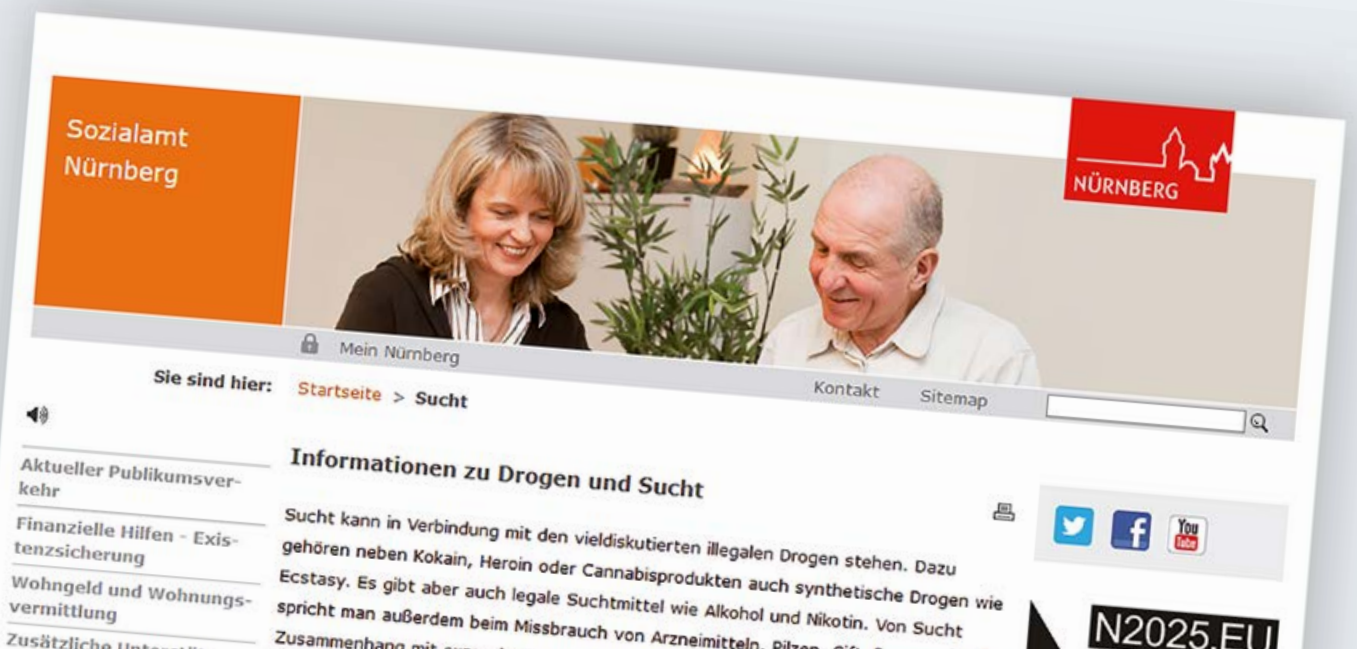 Sozialamt
Nürnberg
NÜRNBERG
Mein Nürnberg
Kontakt
Sitemap
Sie sind hier: Startseite > Sucht
Aktueller Publikumsver-
kehr
Finanzielle Hilfen - Exis-
tenzsicherung
Wohngeld und Wohnungs-
vermittlung
Zusätzliche
Informationen zu Drogen und Sucht
Sucht kann in Verbindung mit den vieldiskutierten illegalen Drogen stehen. Dazu
gehören neben Kokain, Heroin oder Cannabisprodukten auch synthetische Drogen wie
Ecstasy. Es gibt aber auch legale Suchtmittel wie Alkohol und Nikotin. Von Sucht
spricht man außerdem beim Missbrauch von Arzneimitteln, Pilzen,
Zusammenhang mit
You
Tube
N2025.EU